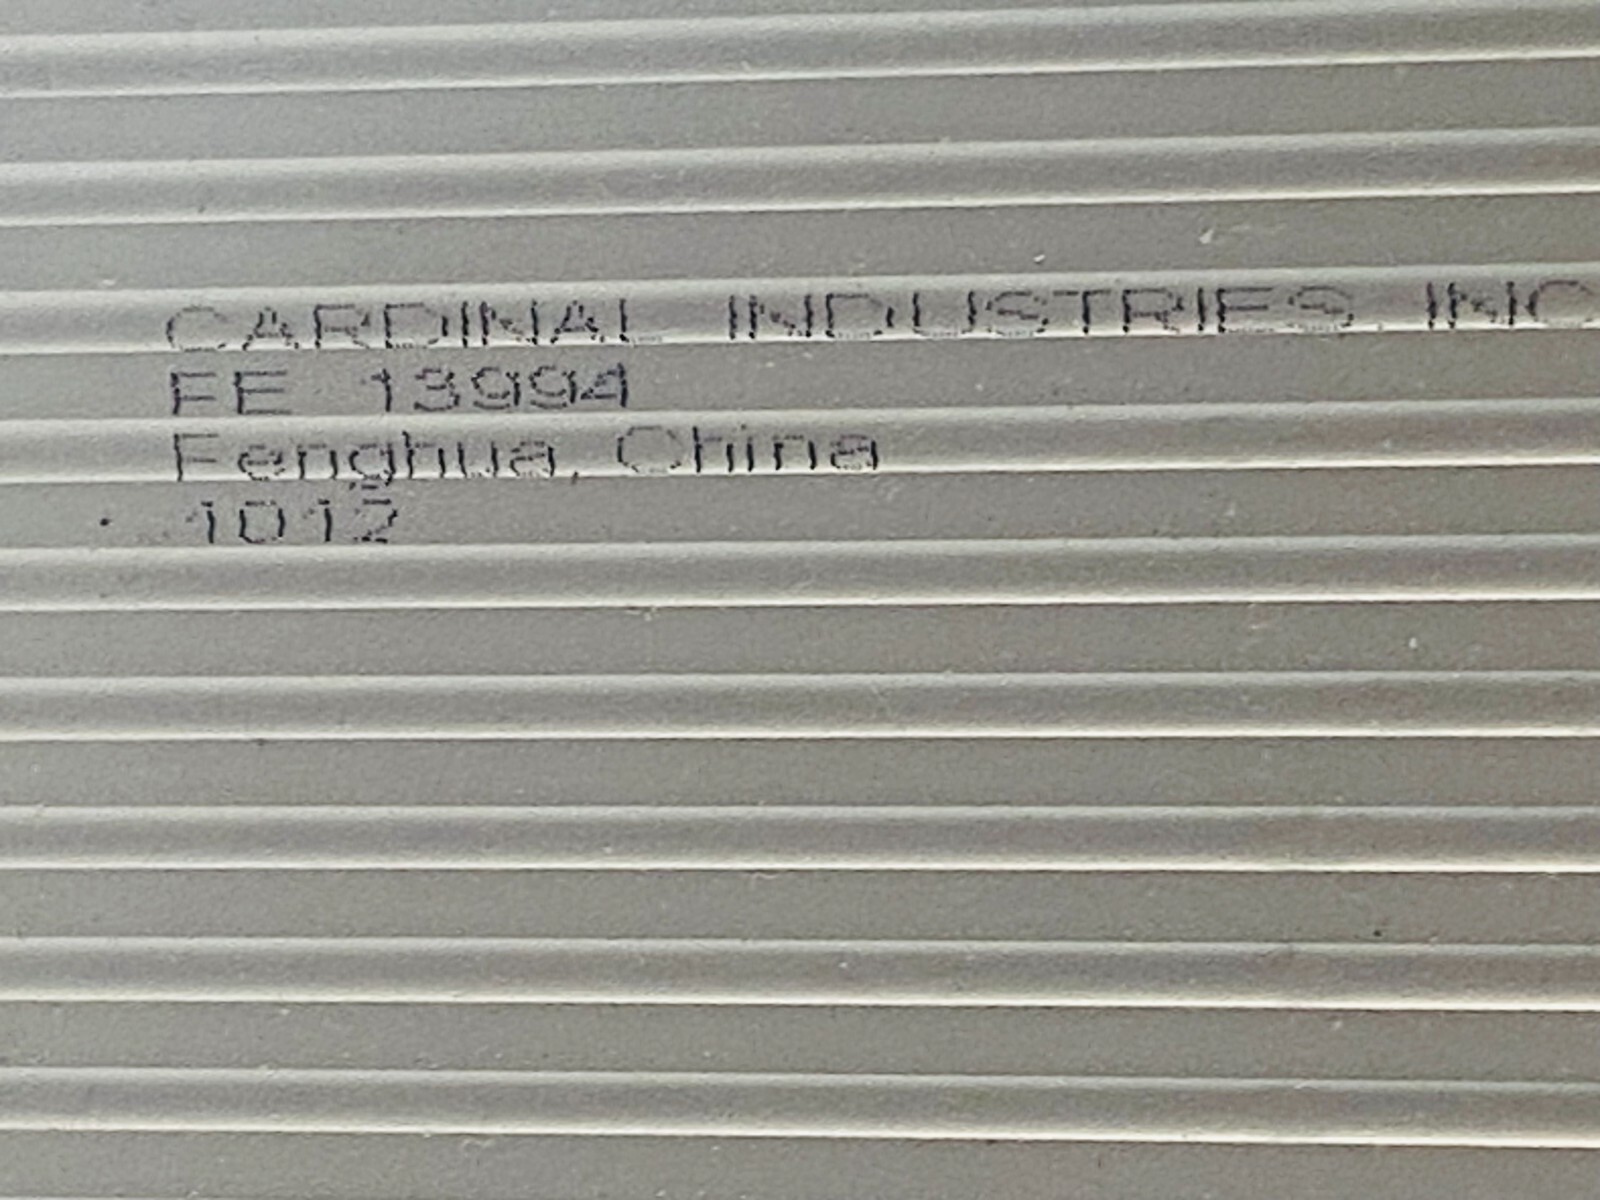 CARDINAL INDUSTRIES INC
FE 13994
Fenghua, China
1012